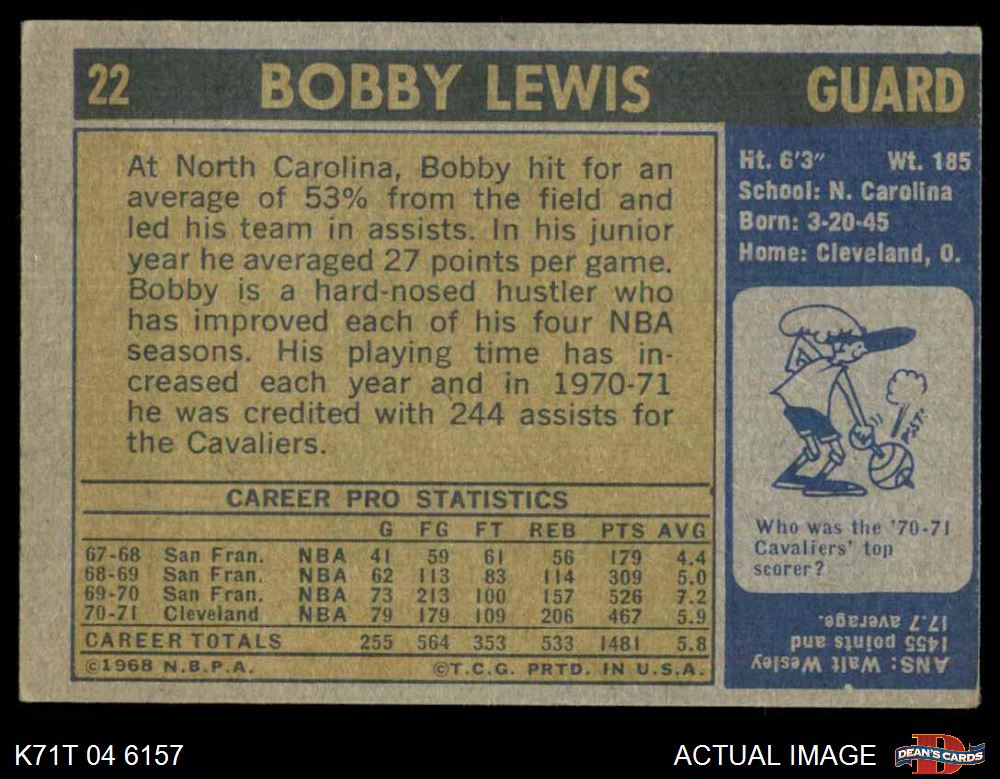 22 BOBBY LEWIS GUARD
At North Carolina, Bobby hit for an
average of 53% from the field and
led his team in assists. In his junior
year he averaged 27 points per game.
Bobby is a hard-nosed hustler who
has improved each of his four NBA
seasons. His playing time has in-
creased each year and in 1970-71
he was credited with 244 assists for
the Cavaliers.
Ht. 6'3" Wt. 185
School: N. Carolina
Born: 3-20-45
Home: Cleveland, O.
PSST!
Who was the '70-71
Cavaliers' top
scorer?
ANS: Walt Wesley
1455 points and
17.7 average.
CAREER PRO STATISTICS
G FG FT REB PTS AVG
67-68 San Fran. NBA 41 59 61 56 179 4.4
68-69 San Fran. NBA 62 113 83 114 309 5.0
69-70 San Fran. NBA 73 213 100 157 526 7.2
70-71 Cleveland NBA 79 179 109 206 467 5.9
CAREER TOTALS 255 564 353 533 1481 5.8
©1968 N.B.P.A. ©T.C.G. PRTD. IN U.S.A.
K71T 04 6157 ACTUAL IMAGE
D
DEAN'S CARDS